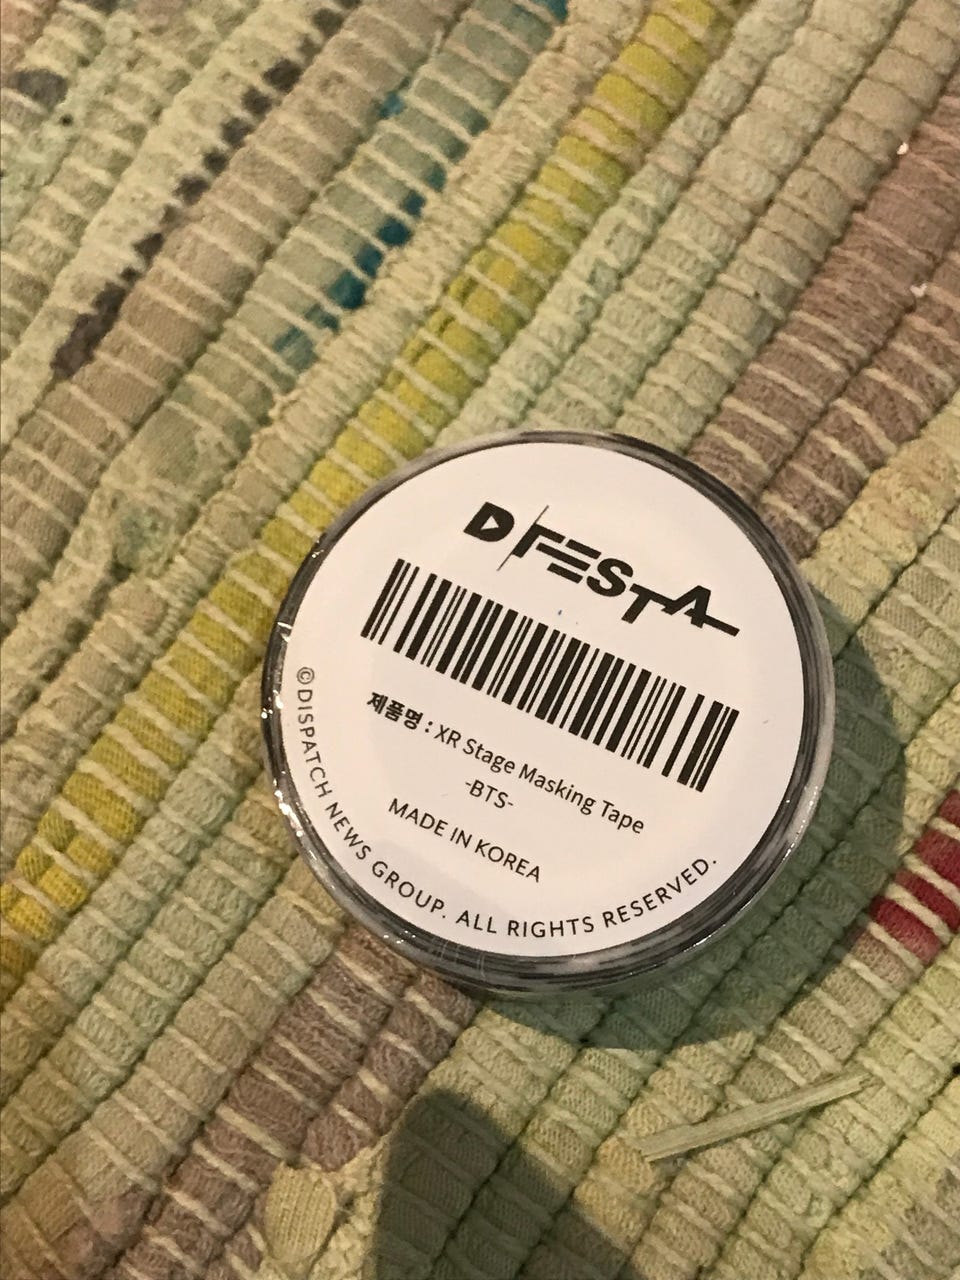 D/FESTA
제품명 : XR Stage Masking Tape
-BTS-
MADE IN KOREA
©DISPATCH NEWS GROUP. ALL RIGHTS RESERVED.